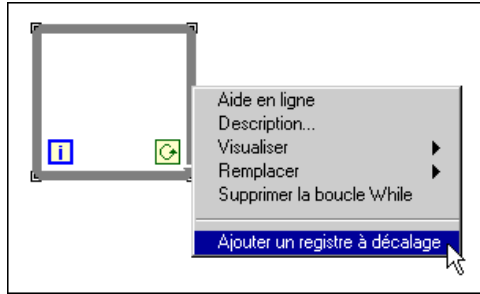 i
Aide en ligne
Description...
Visualiser
Remplacer
Supprimer la boucle While
Ajouter un registre à décalage